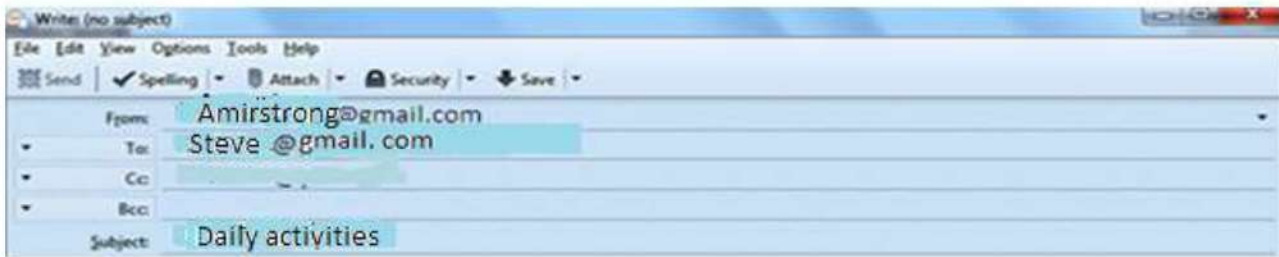 Write: (no subject)
File Edit View Options Tools Help
Send Spelling Attach Security Save
From: Amirstrong@gmail.com
To: Steve @gmail. com
Cc:
Bcc:
Subject: Daily activities